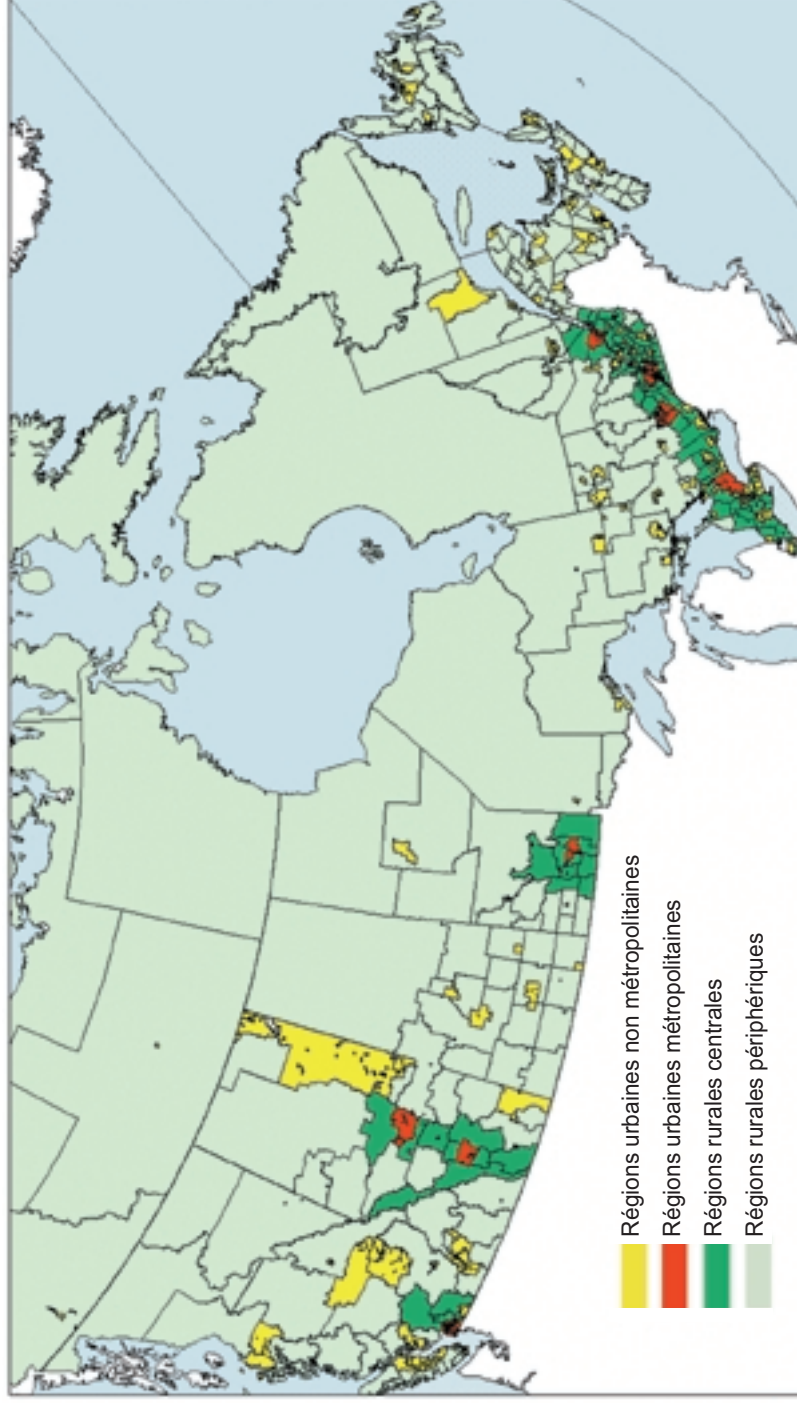 Régions urbaines non métropolitaines
Régions urbaines métropolitaines
Régions rurales centrales
Régions rurales périphériques